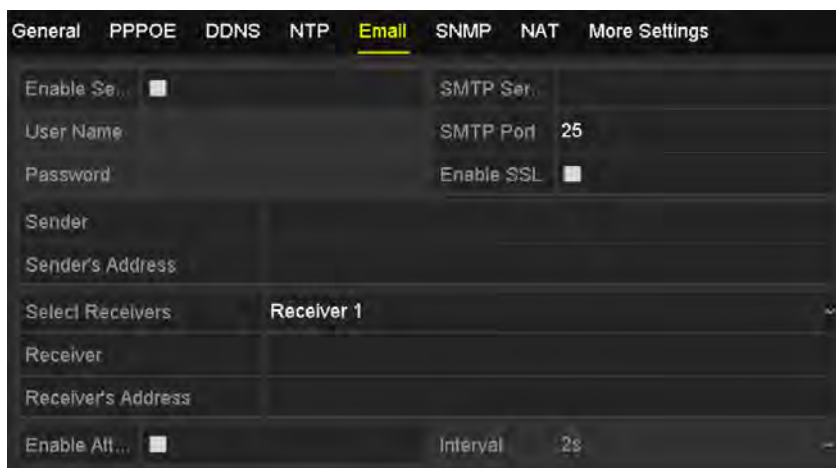 General PPPOE DDNS NTP Email SNMP NAT More Settings
Enable Se... SMTP Ser...
User Name SMTP Port 25
Password Enable SSL
Sender
Sender's Address
Select Receivers Receiver 1
Receiver
Receiver's Address
Enable Att... Interval 2s